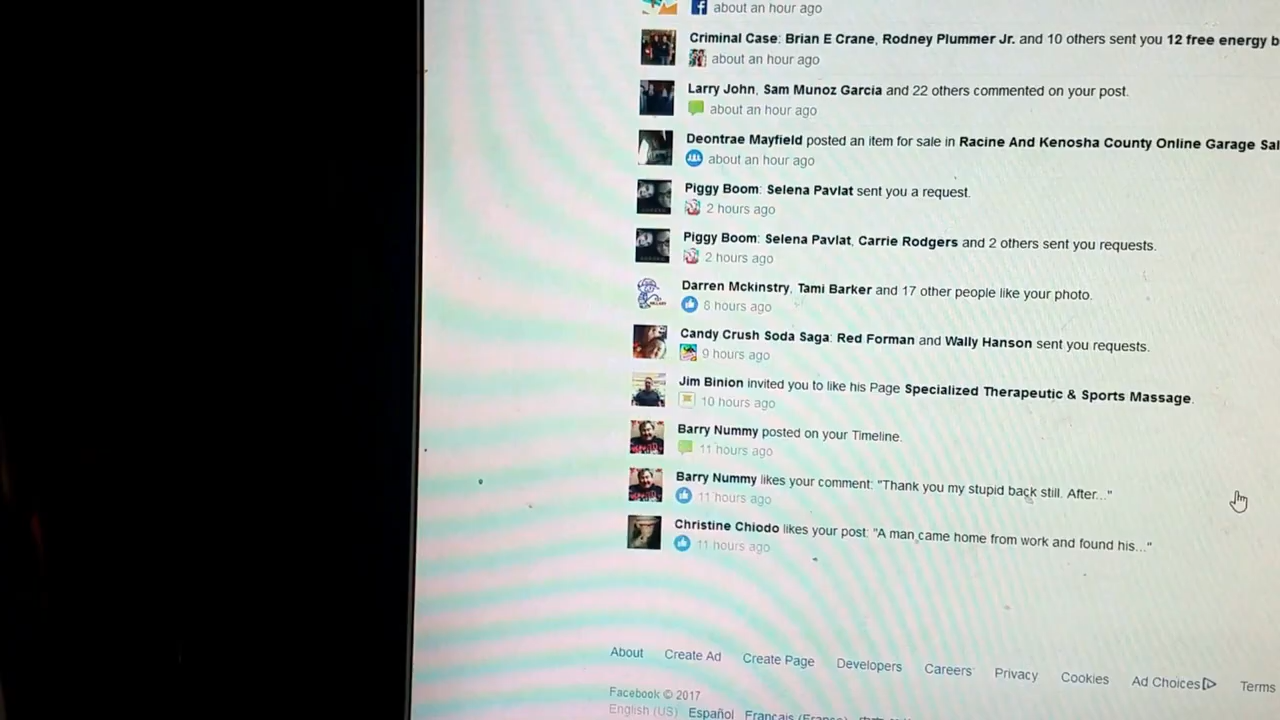 about an hour ago
Criminal Case: Brian E Crane, Rodney Plummer Jr. and 10 others sent you 12 free energy b
about an hour ago
Larry John, Sam Munoz Garcia and 22 others commented on your post.
about an hour ago
Deontrae Mayfield posted an item for sale in Racine And Kenosha County Online Garage Sal
about an hour ago
Piggy Boom: Selena Pavlat sent you a request.
2 hours ago
Piggy Boom: Selena Pavlat, Carrie Rodgers and 2 others sent you requests.
2 hours ago
Darren Mckinstry, Tami Barker and 17 other people like your photo.
8 hours ago
Candy Crush Soda Saga: Red Forman and Wally Hanson sent you requests.
9 hours ago
Jim Binion invited you to like his Page Specialized Therapeutic & Sports Massage.
10 hours ago
Barry Nummy posted on your Timeline.
11 hours ago
Barry Nummy likes your comment: "Thank you my stupid back still. After..."
11 hours ago
Christine Chiodo likes your post: "A man came home from work and found his..."
11 hours ago
About Create Ad Create Page Developers Careers Privacy Cookies Ad Choices Terms
Facebook © 2017
English (US) Español Français